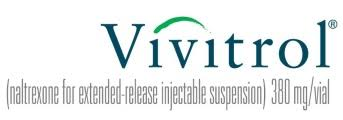 Vivitrol®
(naltrexone for extended-release injectable suspension) 380 mg/vial